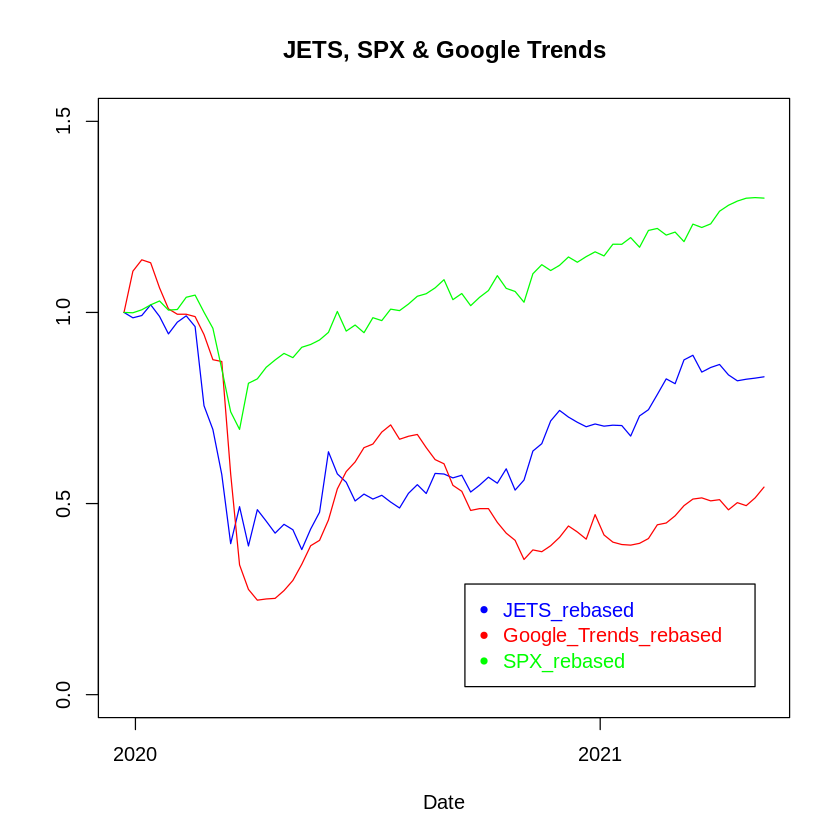 JETS, SPX & Google Trends
1.5
1.0
0.5
0.0
JETS_rebased
Google_Trends_rebased
SPX_rebased
2020 2021
Date